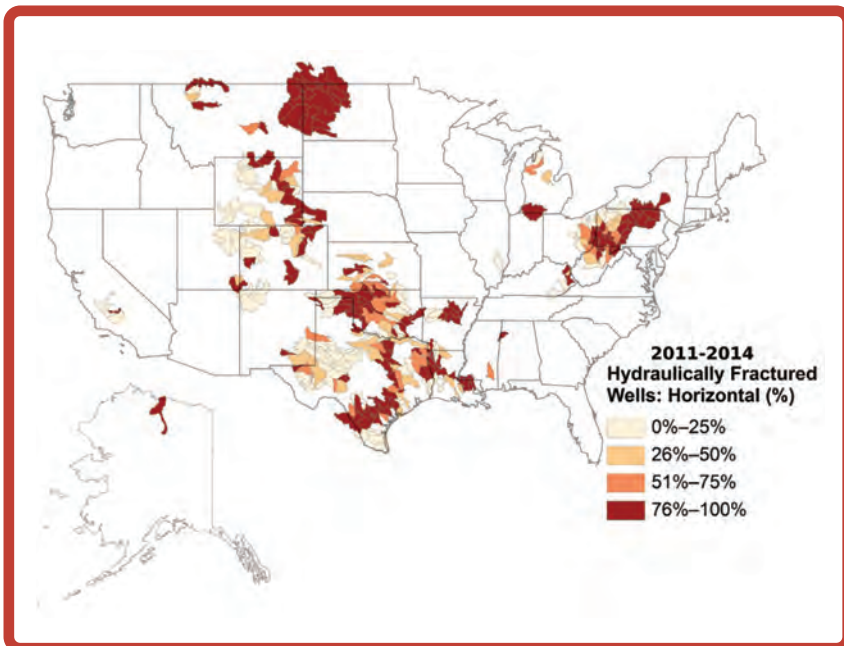 2011-2014
Hydraulically Fractured
Wells: Horizontal (%)
0%–25%
26%–50%
51%–75%
76%–100%